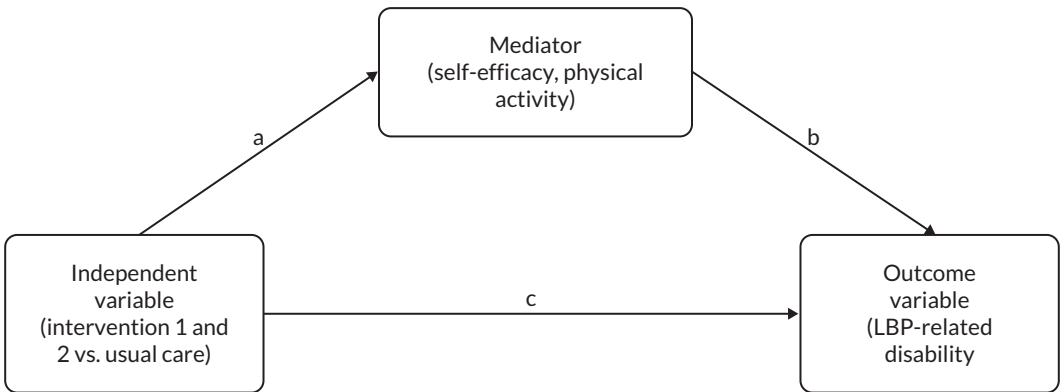 Mediator
(self-efficacy, physical
activity)
a
b
Independent
variable
(intervention 1 and
2 vs. usual care)
c
Outcome
variable
(LBP-related
disability